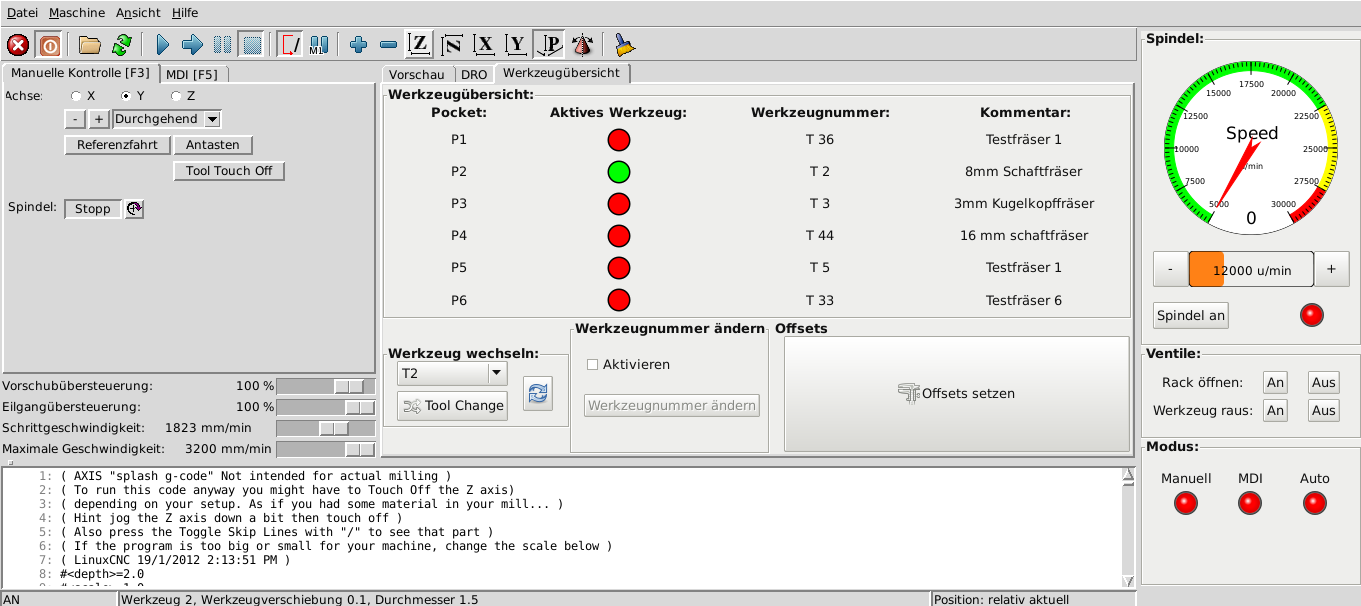 Datei Maschine Ansicht Hilfe
Z N X Y P
M1
Manuelle Kontrolle [F3] MDI [F5]
Achse: X Y Z
- + Durchgehend
Referenzfahrt Antasten
Tool Touch Off
Spindel: Stopp
Vorschubübersteuerung: 100 %
Eilgangübersteuerung: 100 %
Schrittgeschwindigkeit: 1823 mm/min
Maximale Geschwindigkeit: 3200 mm/min
Vorschau DRO Werkzeugübersicht
Werkzeugübersicht:
Pocket: Aktives Werkzeug: Werkzeugnummer: Kommentar:
P1 T 36 Testfräser 1
P2 T 2 8mm Schaftfräser
P3 T 3 3mm Kugelkopffräser
P4 T 44 16 mm schaftfräser
P5 T 5 Testfräser 1
P6 T 33 Testfräser 6
Werkzeug wechseln:
T2
Tool Change
Werkzeugnummer ändern
Aktivieren
Werkzeugnummer ändern
Offsets
Offsets setzen
Spindel:
5000 7500 10000 12500 15000 17500 20000 22500 25000 27500 30000
Speed
/min
0
- 12000 u/min +
Spindel an
Ventile:
Rack öffnen: An Aus
Werkzeug raus: An Aus
Modus:
Manuell MDI Auto
1: ( AXIS "splash g-code" Not intended for actual milling )
2: ( To run this code anyway you might have to Touch Off the Z axis)
3: ( depending on your setup. As if you had some material in your mill... )
4: ( Hint jog the Z axis down a bit then touch off )
5: ( Also press the Toggle Skip Lines with "/" to see that part )
6: ( If the program is too big or small for your machine, change the scale below )
7: ( LinuxCNC 19/1/2012 2:13:51 PM )
8: #<depth>=2.0
AN Werkzeug 2, Werkzeugverschiebung 0.1, Durchmesser 1.5 Position: relativ aktuell